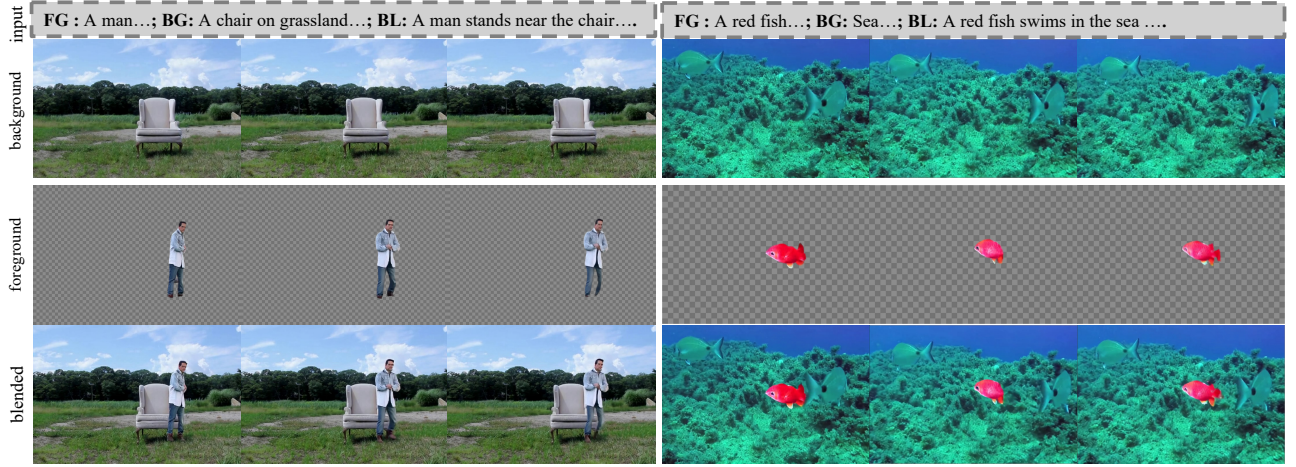 input
FG : A man…; BG: A chair on grassland…; BL: A man stands near the chair….
FG : A red fish…; BG: Sea…; BL: A red fish swims in the sea ….
background
foreground
blended